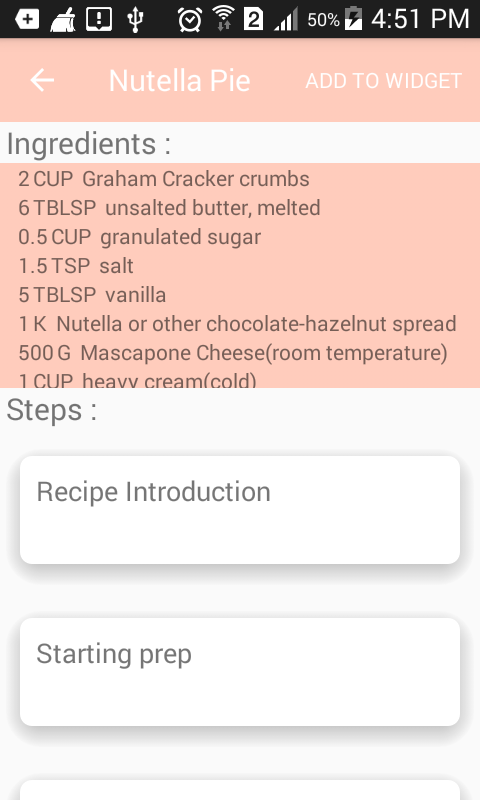 2
50%
4:51 PM
Nutella Pie
ADD TO WIDGET
Ingredients :
2 CUP Graham Cracker crumbs
6 TBLSP unsalted butter, melted
0.5 CUP granulated sugar
1.5 TSP salt
5 TBLSP vanilla
1 K Nutella or other chocolate-hazelnut spread
500 G Mascapone Cheese(room temperature)
1 CUP heavy cream(cold)
Steps :
Recipe Introduction
Starting prep